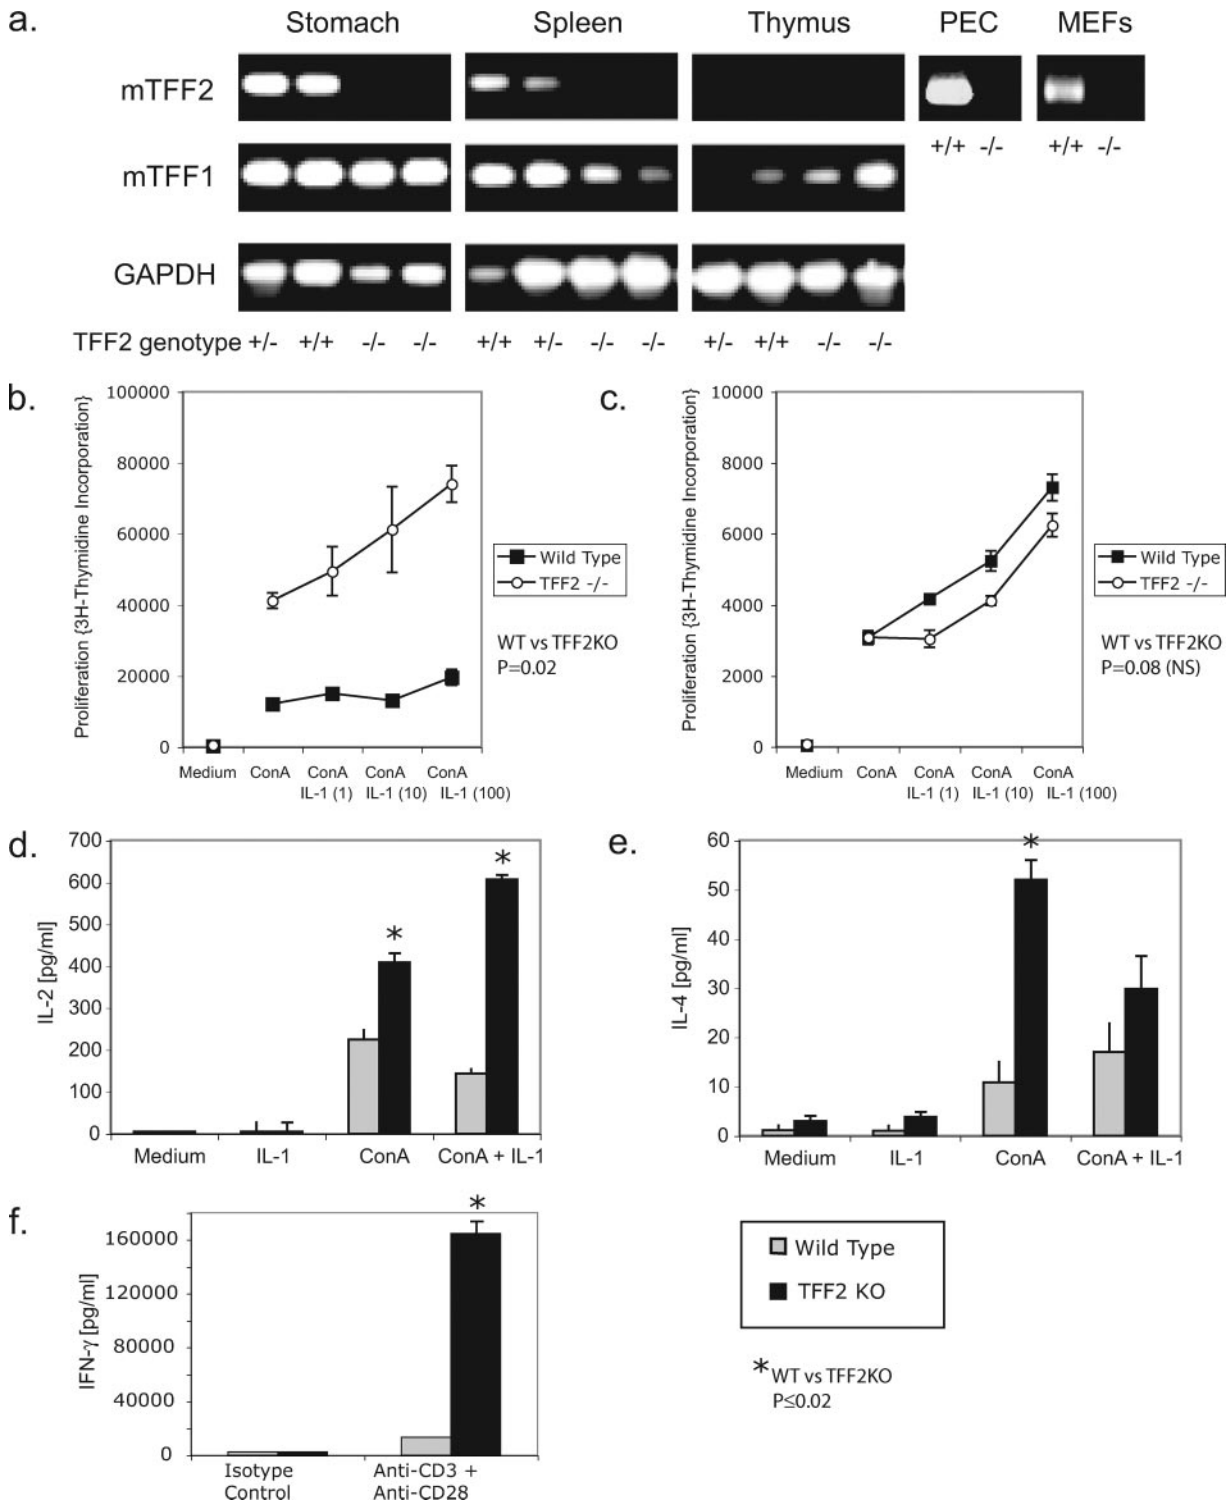 a.
Stomach Spleen Thymus PEC MEFs
mTFF2
+/+ -/- +/+ -/-
mTFF1
GAPDH
TFF2 genotype +/- +/+ -/- -/- +/+ +/- -/- -/- +/- +/+ -/- -/-
b.
Proliferation {3H-Thymidine Incorporation}
100000
80000
60000
40000
20000
0
Medium ConA ConA ConA ConA
IL-1 (1) IL-1 (10) IL-1 (100)
Wild Type
TFF2 -/-
WT vs TFF2KO
P=0.02
c.
Proliferation {3H-Thymidine Incorporation}
10000
8000
6000
4000
2000
0
Medium ConA ConA ConA ConA
IL-1 (1) IL-1 (10) IL-1 (100)
Wild Type
TFF2 -/-
WT vs TFF2KO
P=0.08 (NS)
d.
IL-2 [pg/ml]
700
600
500
400
300
200
100
0
* *
Medium IL-1 ConA ConA + IL-1
e.
IL-4 [pg/ml]
60
50
40
30
20
10
0
*
Medium IL-1 ConA ConA + IL-1
f.
IFN-γ [pg/ml]
160000
120000
80000
40000
0
*
Isotype Anti-CD3 +
Control Anti-CD28
Wild Type
TFF2 KO
* WT vs TFF2KO
P≤0.02